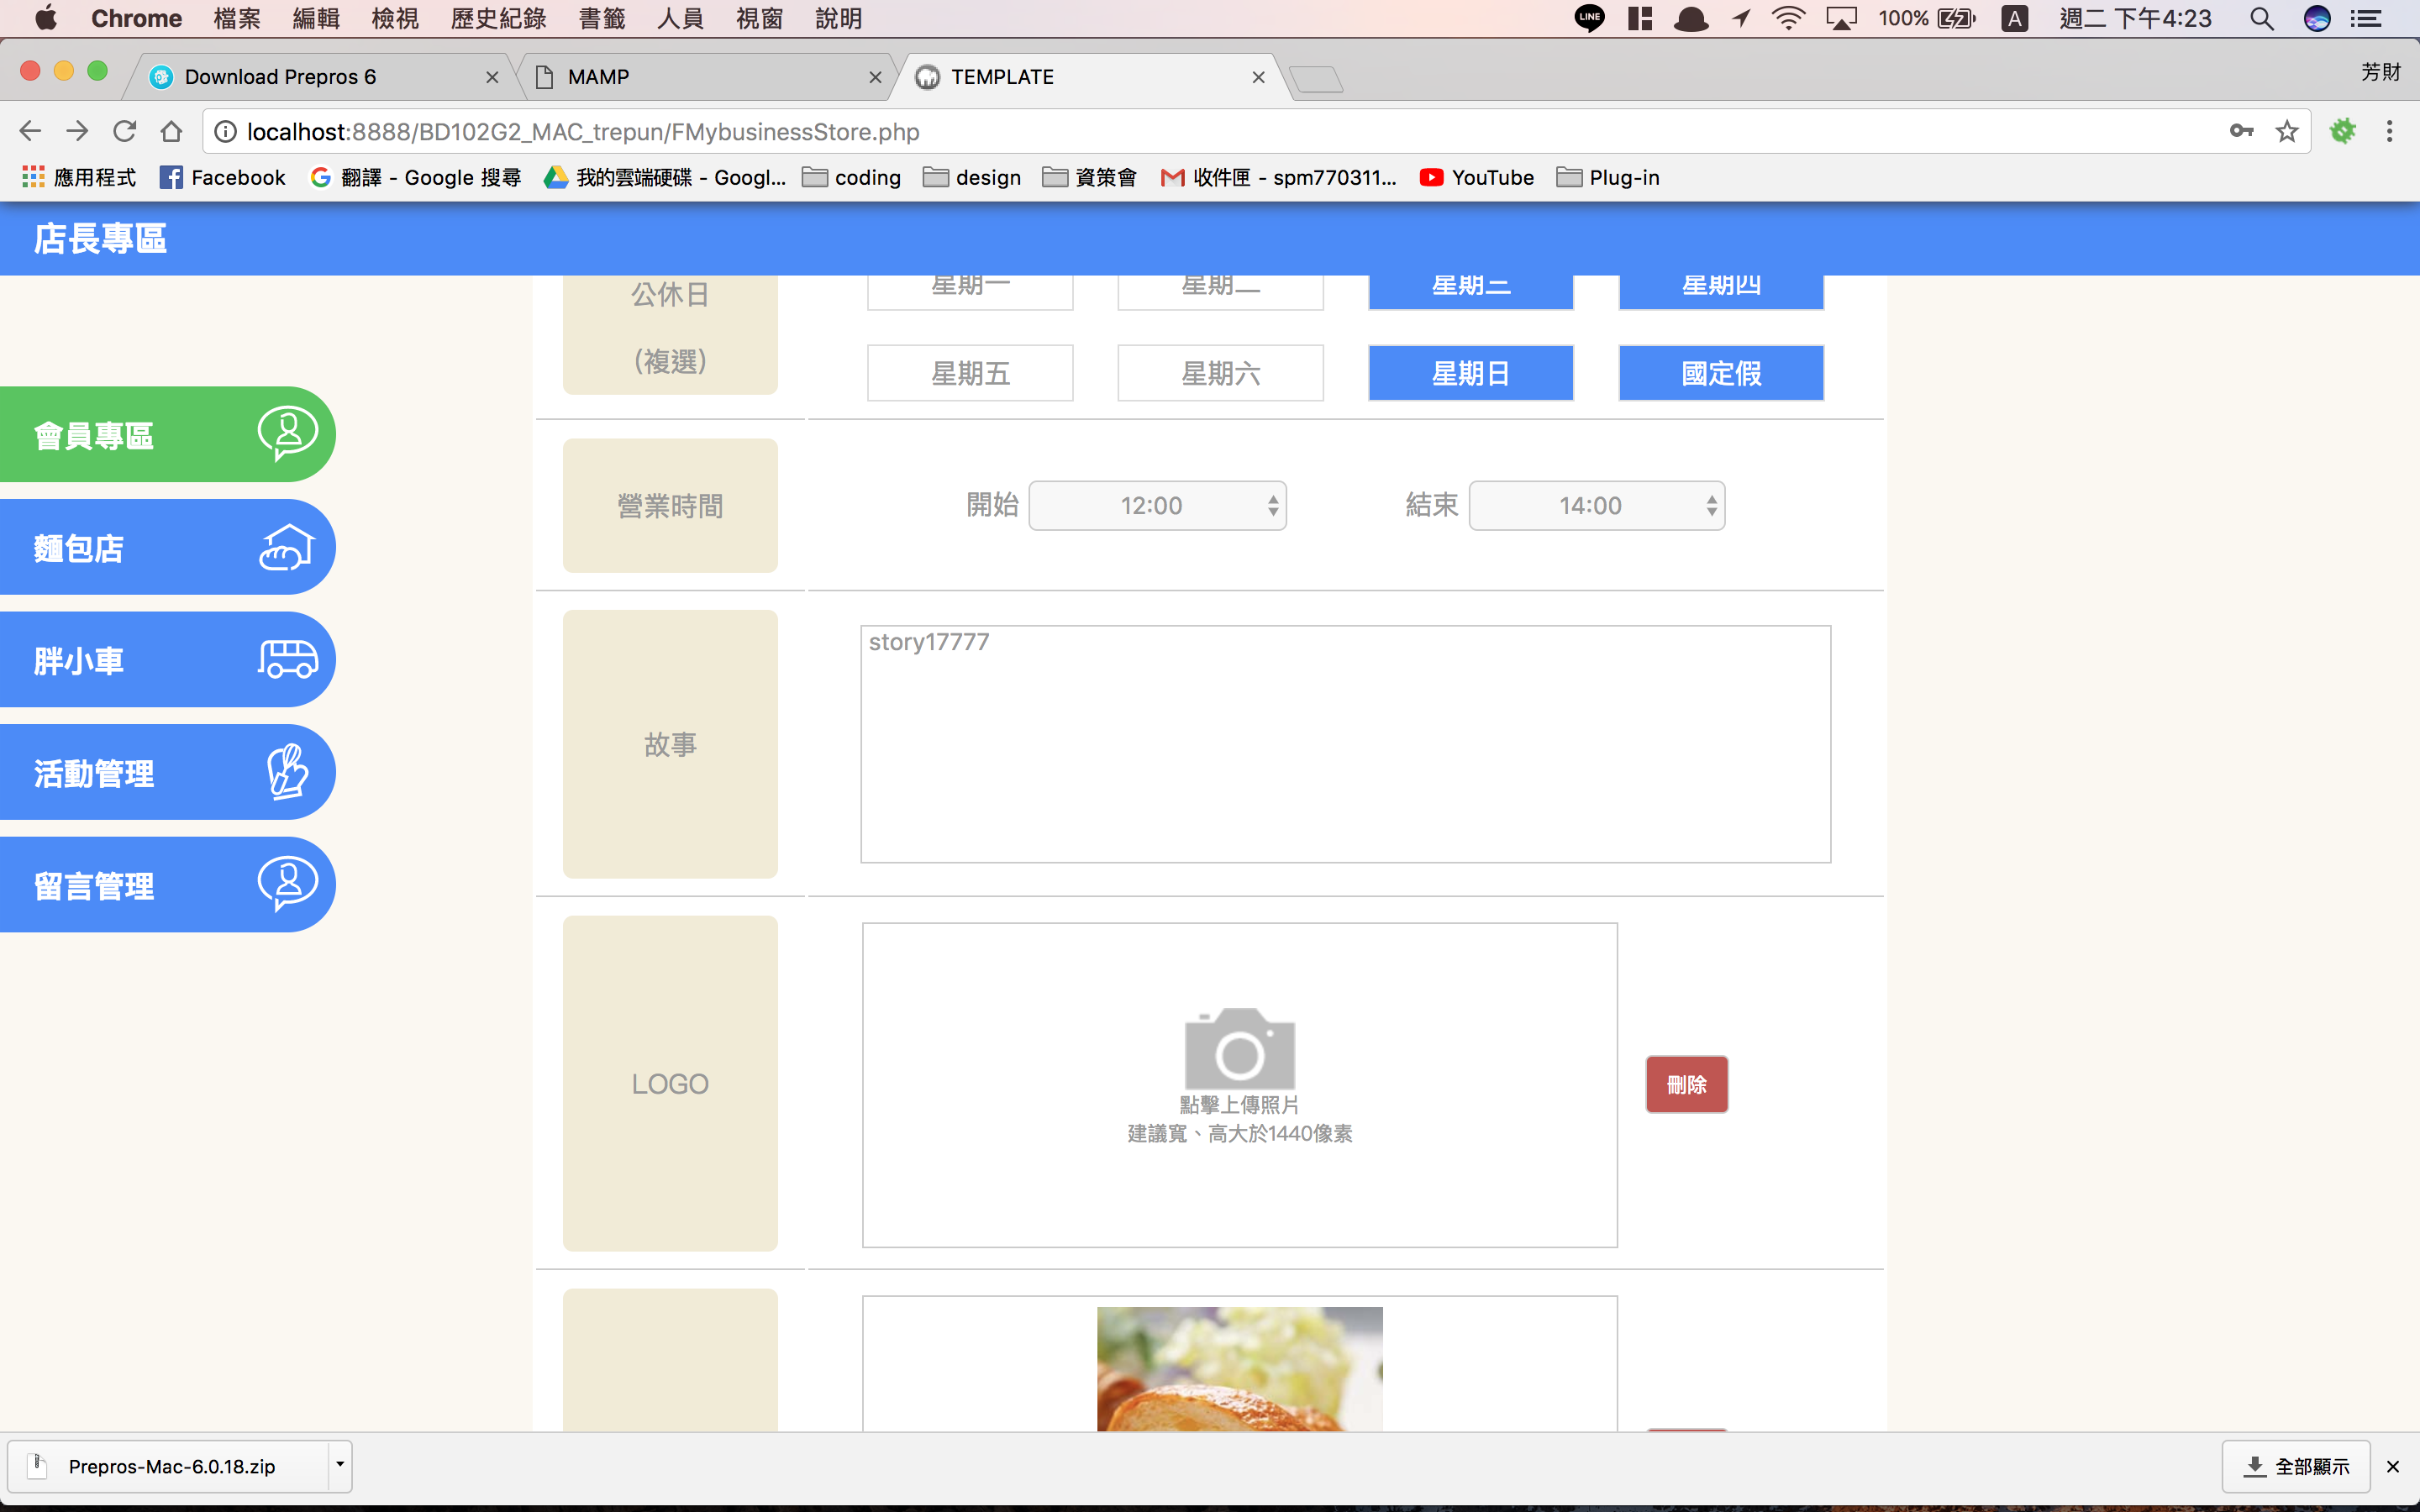 Chrome 檔案 編輯 檢視 歷史紀錄 書籤 人員 視窗 說明 LINE 100% A 週二 下午4:23
Download Prepros 6 MAMP TEMPLATE 芳財
localhost:8888/BD102G2_MAC_trepun/FMybusinessStore.php
應用程式 Facebook 翻譯 - Google 搜尋 我的雲端硬碟 - Googl... coding design 資策會 收件匣 - spm770311... YouTube Plug-in
店長專區
公休日
(複選)
星期一 星期二 星期三 星期四
星期五 星期六 星期日 國定假
會員專區
麵包店
胖小車
活動管理
留言管理
營業時間
開始 12:00 結束 14:00
故事
story17777
LOGO
點擊上傳照片
建議寬、高大於1440像素
刪除
Prepros-Mac-6.0.18.zip 全部顯示